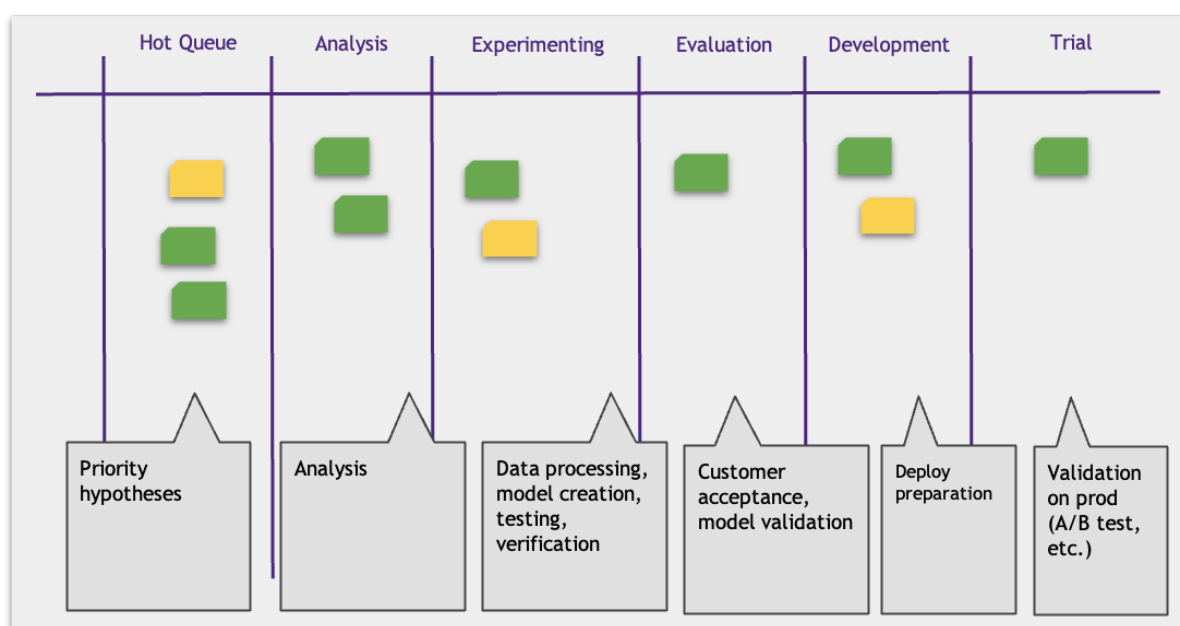 Hot Queue
Analysis
Experimenting
Evaluation
Development
Trial
Priority
hypotheses
Analysis
Data processing,
model creation,
testing,
verification
Customer
acceptance,
model validation
Deploy
preparation
Validation
on prod
(A/B test,
etc.)